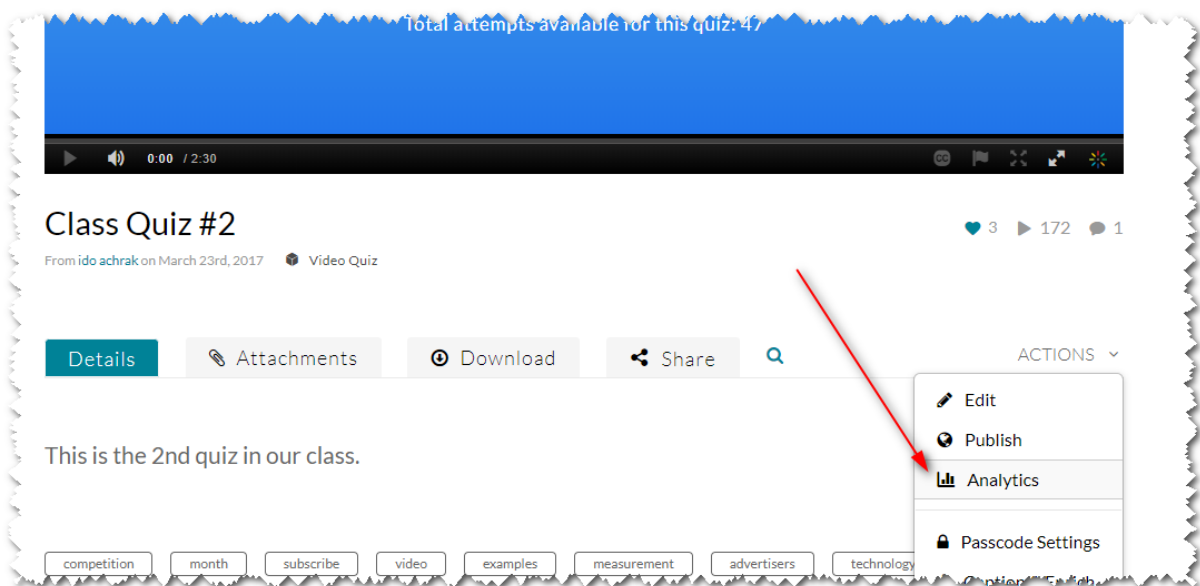 Total attempts available for this quiz: 47
0:00 / 2:30
CC
Class Quiz #2
3 172 1
From ido achrak on March 23rd, 2017 Video Quiz
Details Attachments Download Share ACTIONS
Edit
Publish
This is the 2nd quiz in our class.
Analytics
Passcode Settings
competition month subscribe video examples measurement advertisers technology